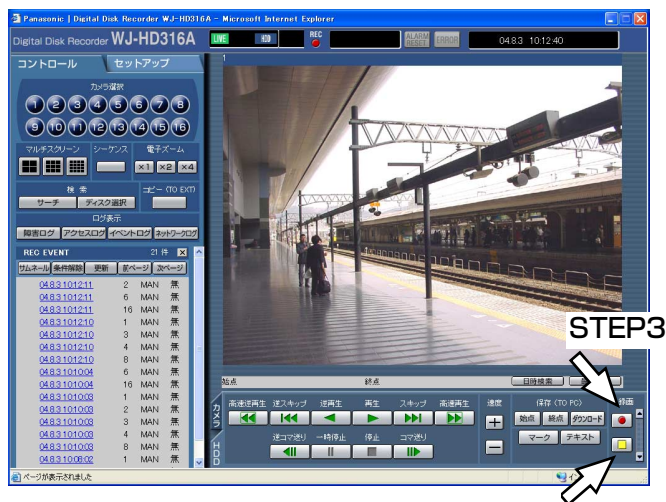 Panasonic | Digital Disk Recorder WJ-HD316A - Microsoft Internet Explorer
Digital Disk Recorder WJ-HD316A
LIVE HDD REC ALARM RESET ERROR 04.8.3 10:12:40
コントロール セットアップ
1
カメラ選択
1 2 3 4 5 6 7 8
9 10 11 12 13 14 15 16
マルチスクリーン シーケンス 電子ズーム
×1 ×2 ×4
検索 コピー (TO EXT)
サーチ ディスク選択
ログ表示
障害ログ アクセスログ イベントログ ネットワークログ
REC EVENT 21 件 X
サムネール 条件解除 更新 前ページ 次ページ
04.8.3 10:12:11 2 MAN 無
04.8.3 10:12:11 6 MAN 無
04.8.3 10:12:11 16 MAN 無
04.8.3 10:12:10 1 MAN 無
04.8.3 10:12:10 3 MAN 無
04.8.3 10:12:10 4 MAN 無
04.8.3 10:12:10 8 MAN 無
04.8.3 10:10:04 6 MAN 無
04.8.3 10:10:04 16 MAN 無
04.8.3 10:10:03 1 MAN 無
04.8.3 10:10:03 2 MAN 無
04.8.3 10:10:03 3 MAN 無
04.8.3 10:10:03 4 MAN 無
04.8.3 10:10:03 8 MAN 無
04.8.3 10:08:02 1 MAN 無
STEP3
始点 終点 日時検索
カメラ
HDD
高速逆再生 逆スキップ 逆再生 再生 スキップ 高速再生 速度 保存 (TO PC) 録画
始点 終点 ダウンロード
逆コマ送り 一時停止 停止 コマ送り
マーク テキスト
ページが表示されました